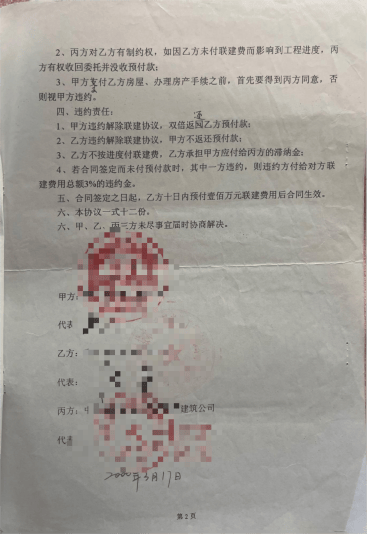 2、丙方对乙方有制约权，如因乙方未付联建费而影响到工程进度，丙
方有权收回委托并没收预付款；
3、甲方支付乙方房屋、办理房产手续之前，首先要得到丙方同意，否
则视甲方违约。
四、违约责任：
还
1、甲方违约解除联建协议，双倍返回乙方预付款；
2、乙方违约解除联建协议，甲方不返还预付款；
3、乙方不按进度付联建费，乙方承担甲方应付给丙方的滞纳金；
4、若合同签定而未付预付款时，其中一方违约，则违约方付给对方联
建费用总额3%的违约金。
五、合同签定之日起，乙方十日内预付壹佰万元联建费用后合同生效。
六、本协议一式十二份。
六、甲、乙、丙三方未尽事宜届时协商解决。
甲方：
代表
乙方：
代表：
丙方： 建筑公司
代表
月17日
第2页